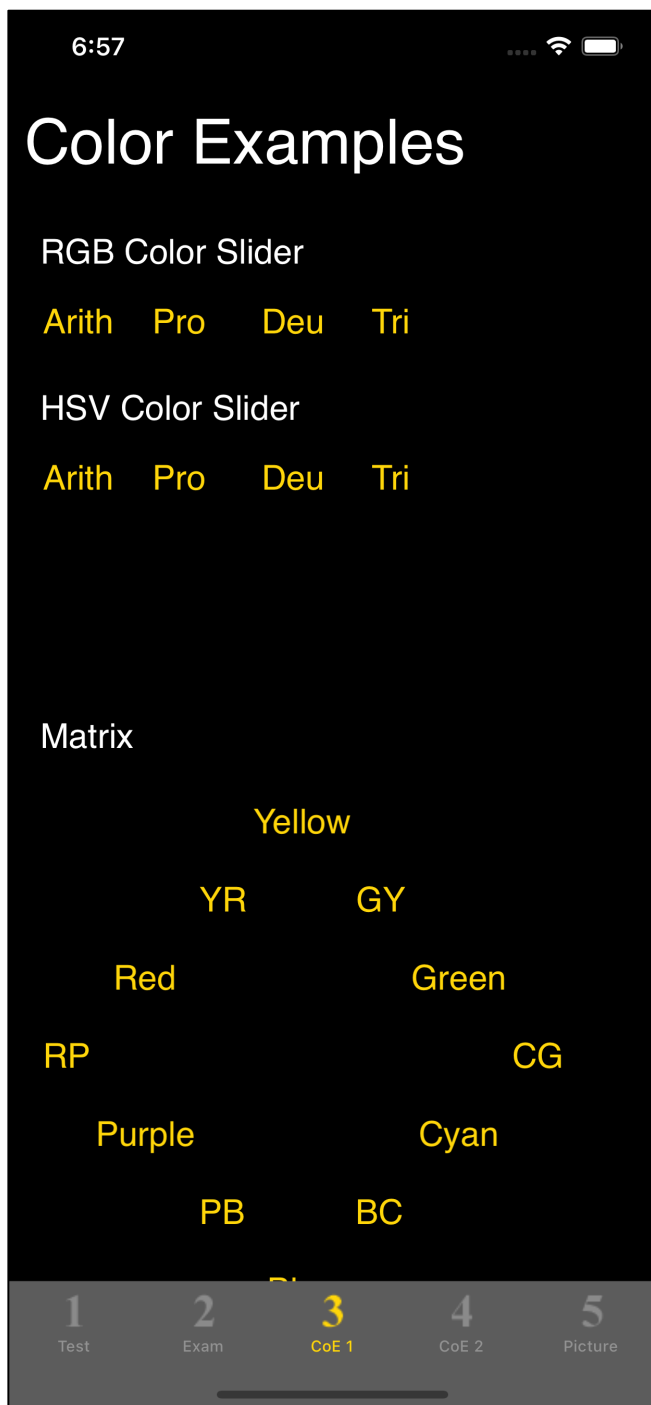 6:57
Color Examples
RGB Color Slider
Arith Pro Deu Tri
HSV Color Slider
Arith Pro Deu Tri
Matrix
Yellow
YR GY
Red Green
RP CG
Purple Cyan
PB BC
1 2 3 4 5
Test Exam CoE 1 CoE 2 Picture